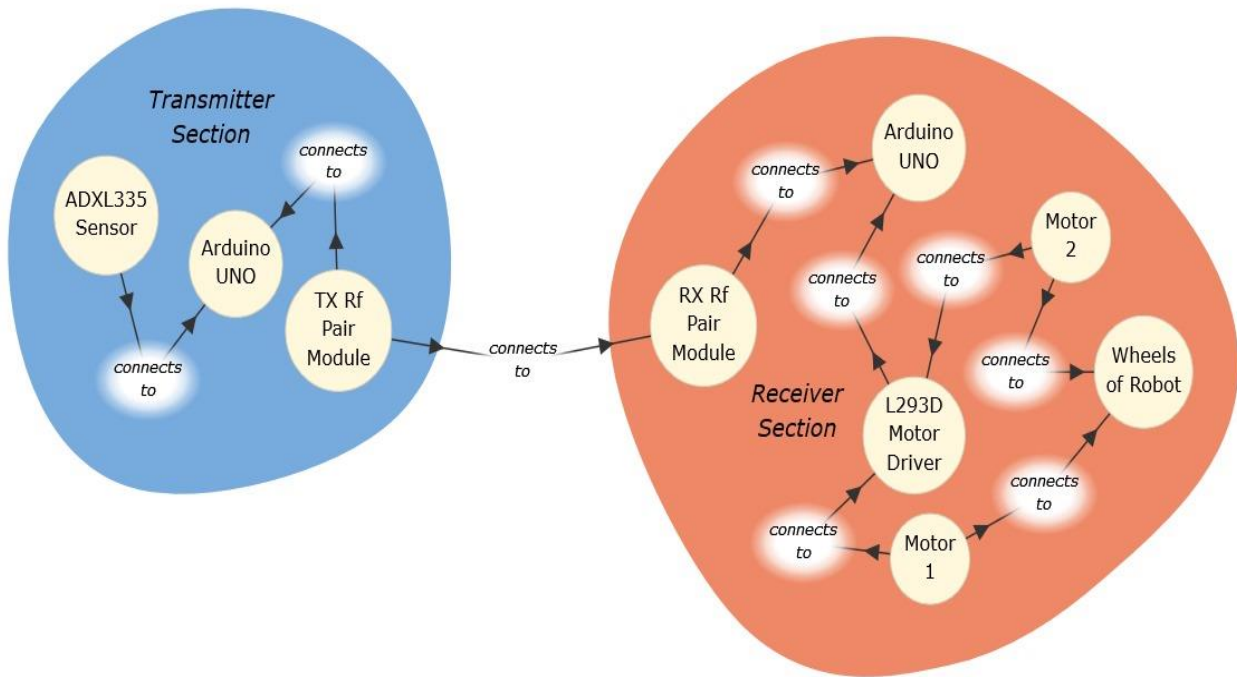 Transmitter
Section
connects
to
ADXL335
Sensor
Arduino
UNO
TX Rf
Pair
Module
connects
to
connects
to
Arduino
UNO
connects
to
Motor
2
connects
to
connects
to
RX Rf
Pair
Module
connects
to
Wheels
of Robot
Receiver
Section
L293D
Motor
Driver
connects
to
connects
to
Motor
1